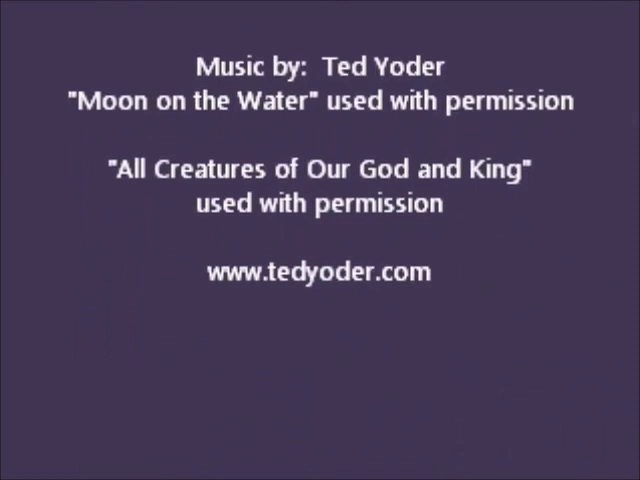 Music by:  Ted Yoder
"Moon on the Water" used with permission
"All Creatures of Our God and King"
used with permission
www.tedyoder.com